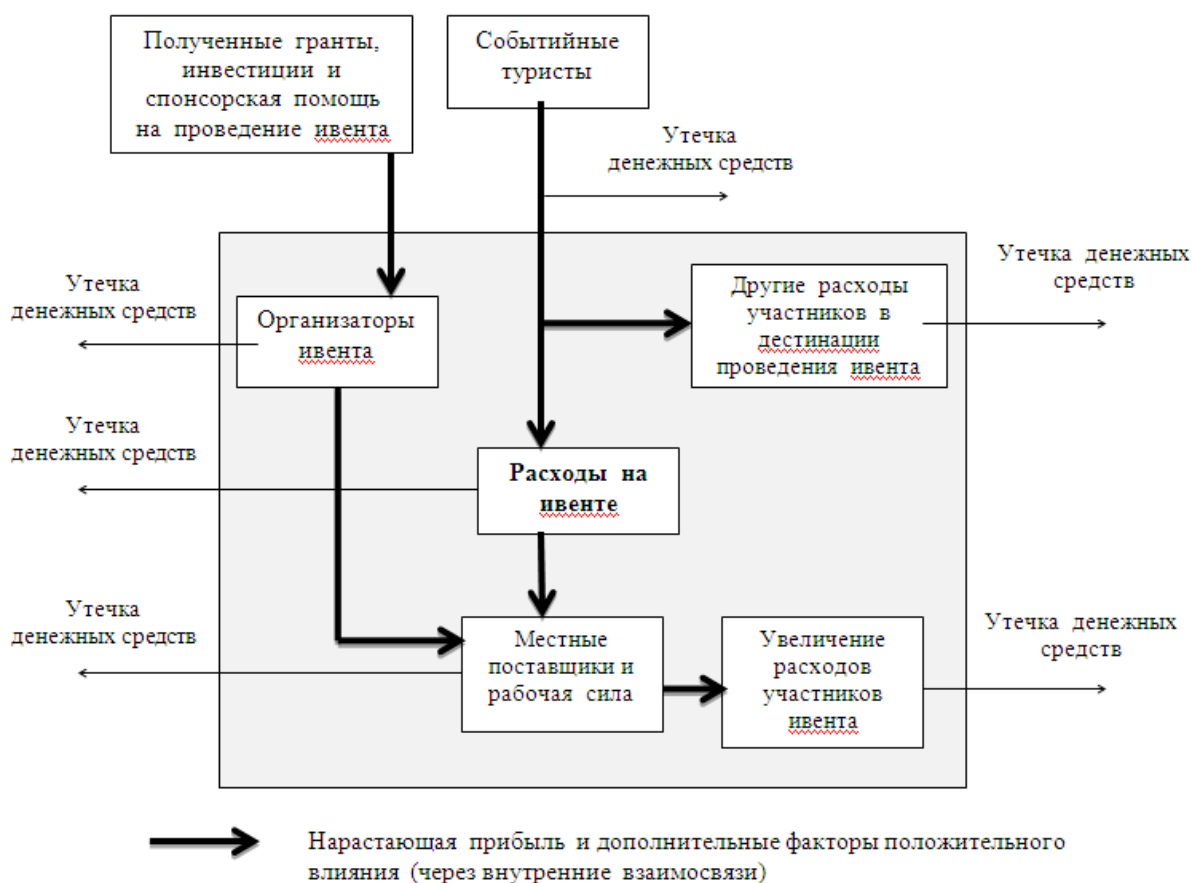 Полученные гранты,
инвестиции и
спонсорская помощь
на проведение ивента
Событийные
туристы
Утечка
денежных средств
Утечка
денежных средств
Организаторы
ивента
Другие расходы
участников в
дестинации
проведения ивента
Утечка денежных
средств
Утечка
денежных средств
Расходы на
ивенте
Утечка
денежных средств
Местные
поставщики и
рабочая сила
Увеличение
расходов
участников
ивента
Утечка денежных
средств
Нарастающая прибыль и дополнительные факторы положительного
влияния (через внутренние взаимосвязи)